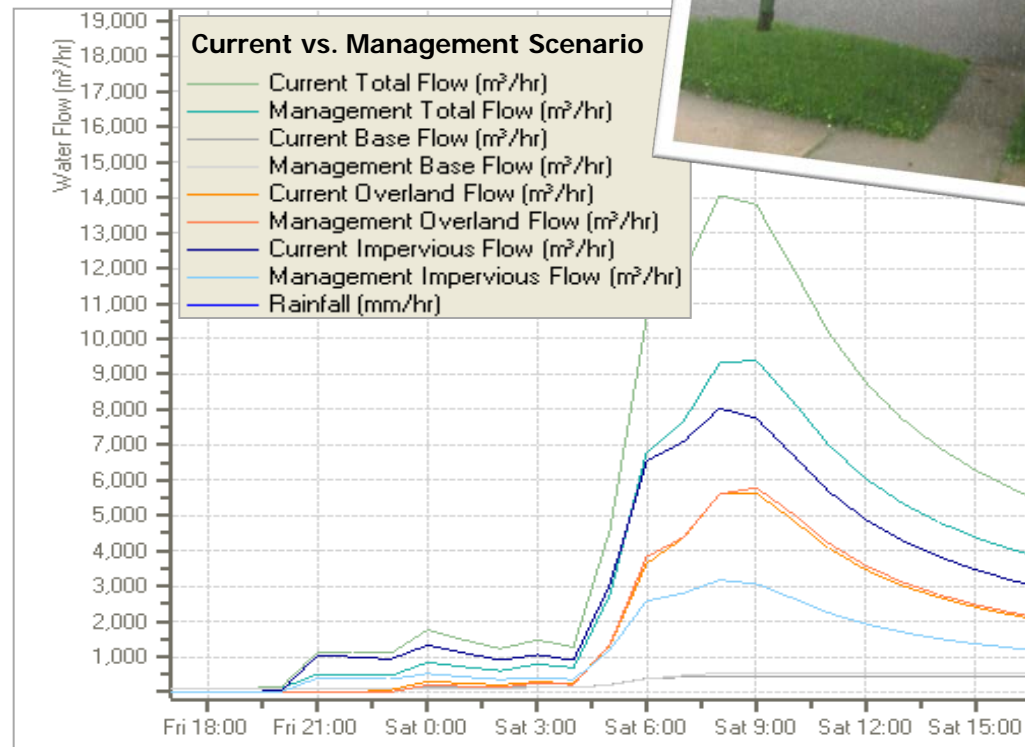 19,000
18,000
17,000
16,000
15,000
14,000
13,000
12,000
11,000
10,000
9,000
8,000
7,000
6,000
5,000
4,000
3,000
2,000
1,000
Water Flow (m³/hr)
Current vs. Management Scenario
Current Total Flow (m³/hr)
Management Total Flow (m³/hr)
Current Base Flow (m³/hr)
Management Base Flow (m³/hr)
Current Overland Flow (m³/hr)
Management Overland Flow (m³/hr)
Current Impervious Flow (m³/hr)
Management Impervious Flow (m³/hr)
Rainfall (mm/hr)
Fri 18:00 Fri 21:00 Sat 0:00 Sat 3:00 Sat 6:00 Sat 9:00 Sat 12:00 Sat 15:00